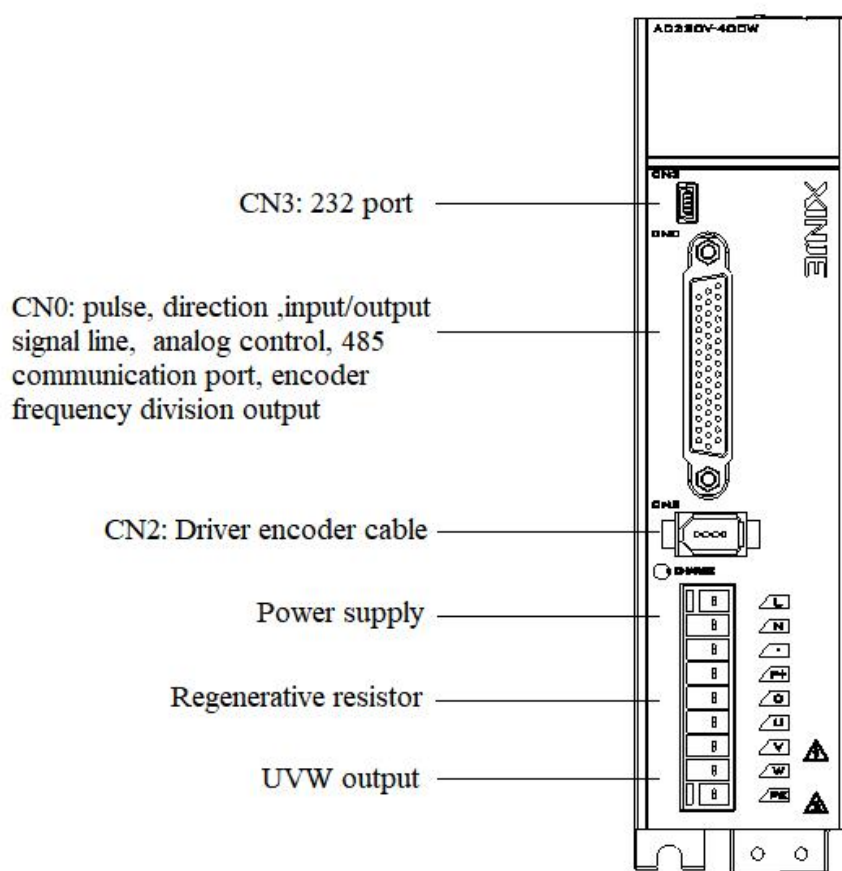 AC220V-400W
CN3
XINJE
CN3: 232 port
CN0
CN0: pulse, direction ,input/output
signal line, analog control, 485
communication port, encoder
frequency division output
CN2
CN2: Driver encoder cable
CHARGE
Power supply
L
N
P+
Regenerative resistor
C
U
V
UVW output
W
PE